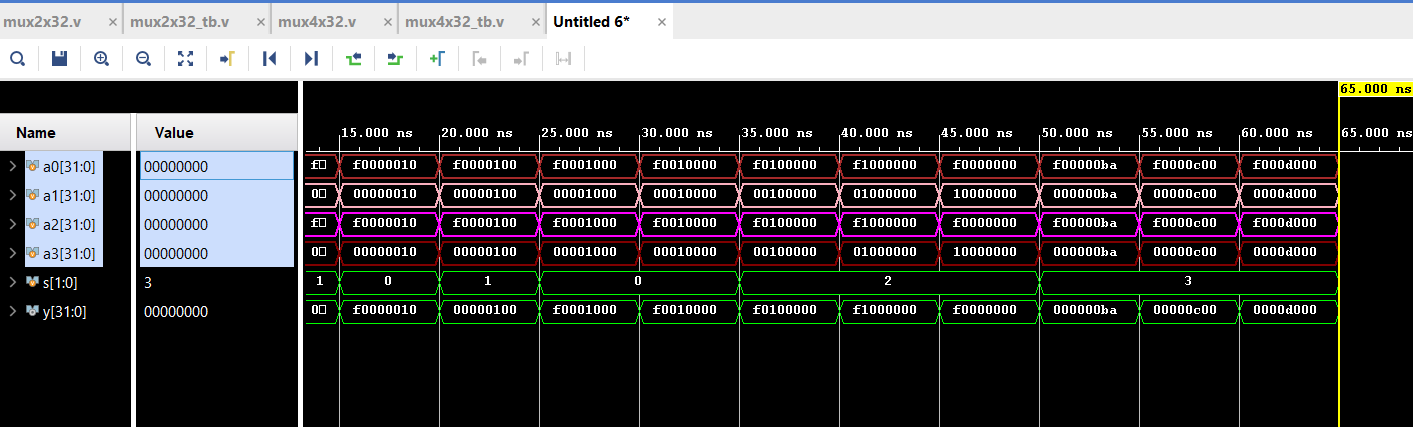 mux2x32.v × mux2x32_tb.v × mux4x32.v × mux4x32_tb.v × Untitled 6* ×
65.000 ns
Name Value 15.000 ns 20.000 ns 25.000 ns 30.000 ns 35.000 ns 40.000 ns 45.000 ns 50.000 ns 55.000 ns 60.000 ns 65.000 ns
a0[31:0] 00000000 f□ f0000010 f0000100 f0001000 f0010000 f0100000 f1000000 f0000000 f00000ba f0000c00 f000d000
a1[31:0] 00000000 0□ 00000010 00000100 00001000 00010000 00100000 01000000 10000000 000000ba 00000c00 0000d000
a2[31:0] 00000000 f□ f0000010 f0000100 f0001000 f0010000 f0100000 f1000000 f0000000 f00000ba f0000c00 f000d000
a3[31:0] 00000000 0□ 00000010 00000100 00001000 00010000 00100000 01000000 10000000 000000ba 00000c00 0000d000
s[1:0] 3 1 0 1 0 2 3
y[31:0] 00000000 0□ f0000010 00000100 f0001000 f0010000 f0100000 f1000000 f0000000 000000ba 00000c00 0000d000